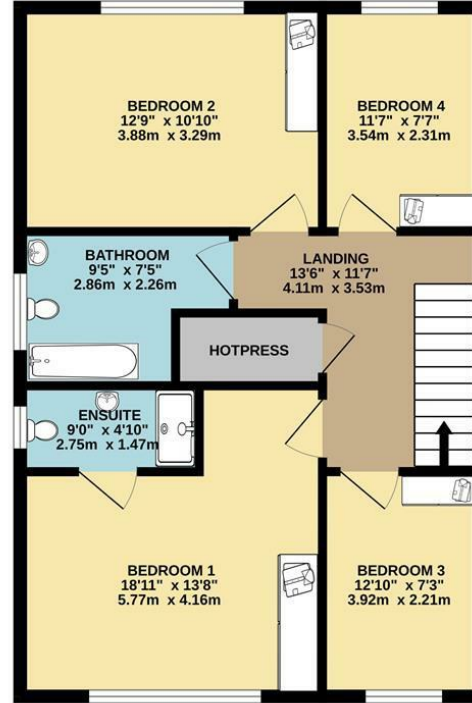 BEDROOM 2
12'9" x 10'10"
3.88m x 3.29m
BEDROOM 4
11'7" x 7'7"
3.54m x 2.31m
BATHROOM
9'5" x 7'5"
2.86m x 2.26m
LANDING
13'6" x 11'7"
4.11m x 3.53m
HOTPRESS
ENSUITE
9'0" x 4'10"
2.75m x 1.47m
BEDROOM 1
18'11" x 13'8"
5.77m x 4.16m
BEDROOM 3
12'10" x 7'3"
3.92m x 2.21m